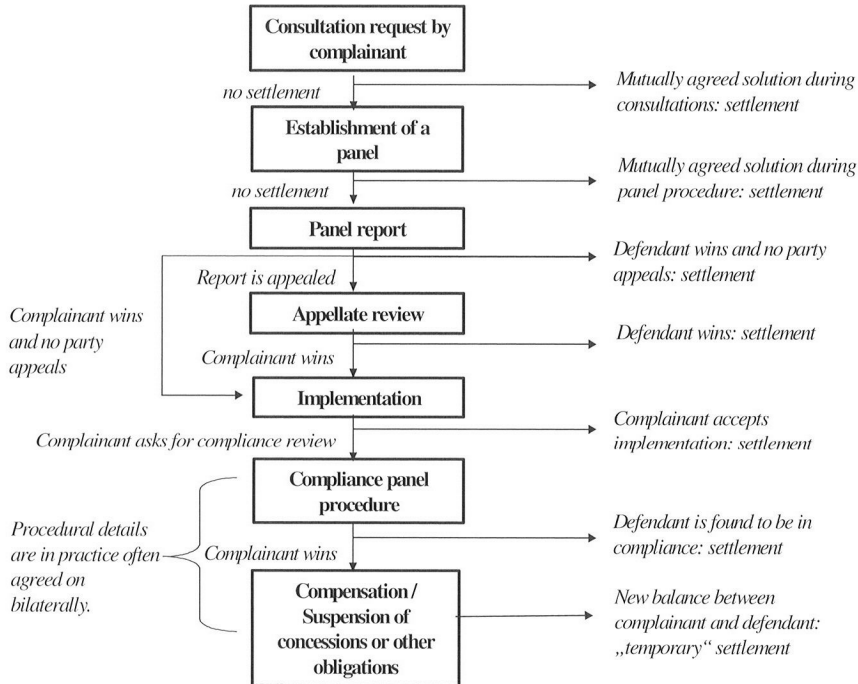 Consultation request by
complainant
no settlement
Mutually agreed solution during
consultations: settlement
Establishment of a
panel
no settlement
Mutually agreed solution during
panel procedure: settlement
Panel report
Defendant wins and no party
appeals: settlement
Report is appealed
Complainant wins
and no party
appeals
Appellate review
Defendant wins: settlement
Complainant wins
Implementation
Complainant accepts
implementation: settlement
Complainant asks for compliance review
Compliance panel
procedure
Procedural details
are in practice often
agreed on
bilaterally.
Complainant wins
Defendant is found to be in
compliance: settlement
Compensation /
Suspension of
concessions or other
obligations
New balance between
complainant and defendant:
„temporary“ settlement